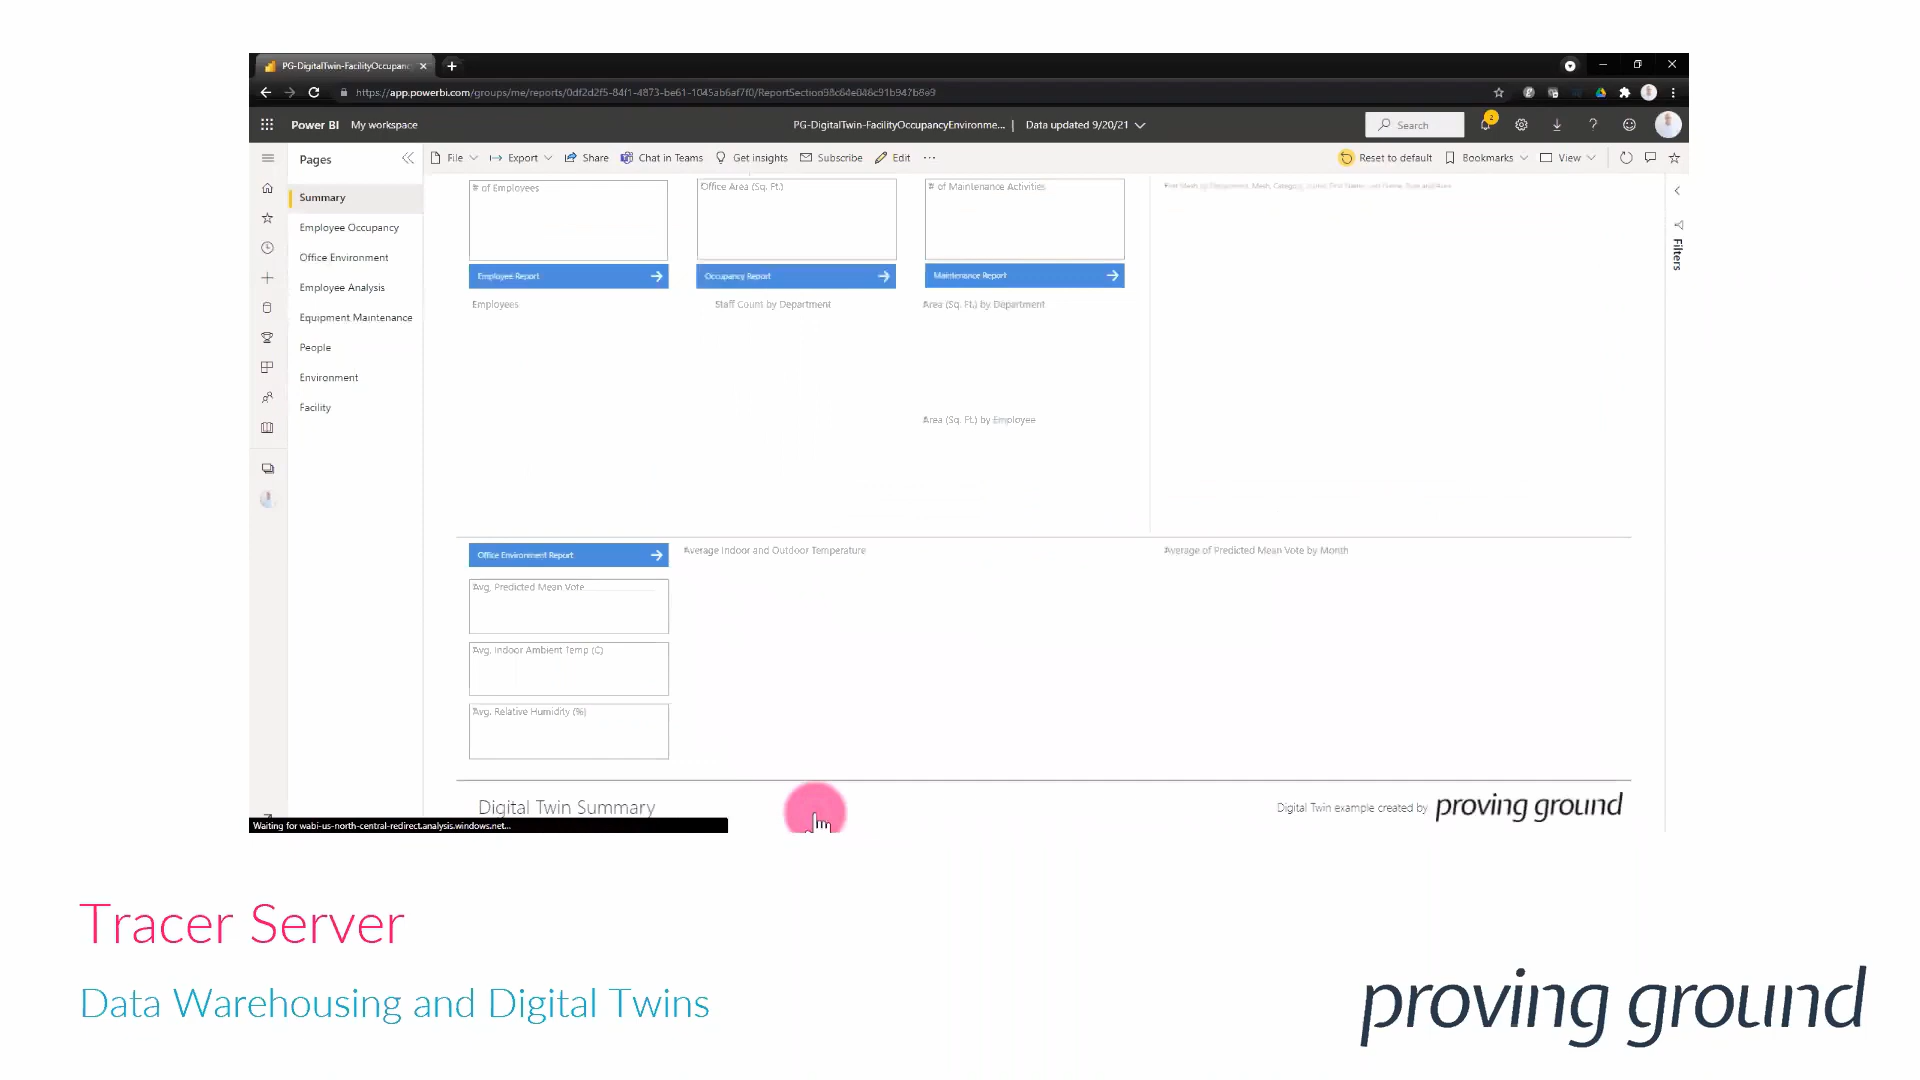 PG-DigitalTwin-FacilityOccupanc
https://app.powerbi.com/groups/me/reports/0df2d2f5-84f1-4873-be61-1045ab6af7f0/ReportSection98c64e048c91b947b8e9
Power BI My workspace
PG-DigitalTwin-FacilityOccupancyEnvironme... | Data updated 9/20/21
Search
2
Pages
File Export Share Chat in Teams Get insights Subscribe Edit ...
Reset to default Bookmarks View
Summary
Employee Occupancy
Office Environment
Employee Analysis
Equipment Maintenance
People
Environment
Facility
Filters
# of Employees
Office Area (Sq. Ft.)
# of Maintenance Activities
Employee Report
Occupancy Report
Maintenance Report
Employees
Staff Count by Department
Area (Sq. Ft.) by Department
Area (Sq. Ft.) by Employee
Office Environment Report
Average Indoor and Outdoor Temperature
Average of Predicted Mean Vote by Month
Avg. Predicted Mean Vote
Avg. Indoor Ambient Temp (C)
Avg. Relative Humidity (%)
Digital Twin Summary
Digital Twin example created by proving ground
Waiting for wabi-us-north-central-redirect.analysis.windows.net...
Tracer Server
Data Warehousing and Digital Twins
proving ground